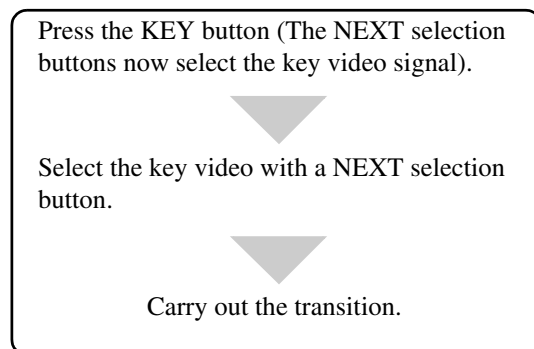 Press the KEY button (The NEXT selection
buttons now select the key video signal).
Select the key video with a NEXT selection
button.
Carry out the transition.